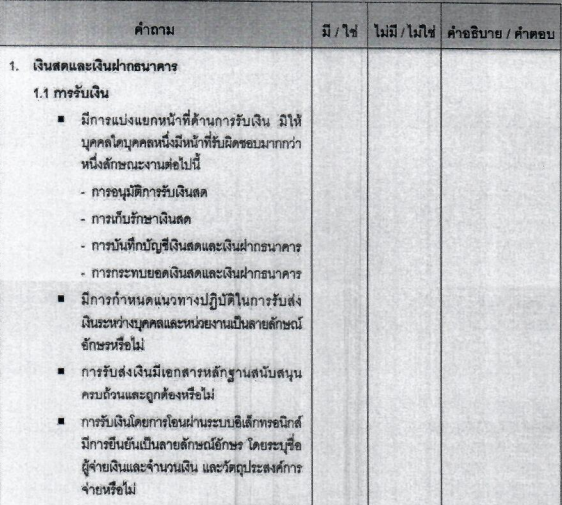 คำถาม มี / ใช่ ไม่มี / ไม่ใช่ คำอธิบาย / คำตอบ
1. เงินสดและเงินฝากธนาคาร
1.1 การรับเงิน
■ มีการแบ่งแยกหน้าที่ด้านการรับเงิน มิให้
บุคคลใดบุคคลหนึ่งมีหน้าที่รับผิดชอบมากกว่า
หนึ่งลักษณะงานต่อไปนี้
- การอนุมัติการรับเงินสด
- การเก็บรักษาเงินสด
- การบันทึกบัญชีเงินสดและเงินฝากธนาคาร
- การกระทบยอดเงินสดและเงินฝากธนาคาร
■ มีการกำหนดแนวทางปฏิบัติในการรับส่ง
เงินระหว่างบุคคลและหน่วยงานเป็นลายลักษณ์
อักษรหรือไม่
■ การรับส่งเงินมีเอกสารหลักฐานสนับสนุน
ครบถ้วนและถูกต้องหรือไม่
■ การรับเงินโดยการโอนผ่านระบบอิเล็กทรอนิกส์
มีการยืนยันเป็นลายลักษณ์อักษร โดยระบุชื่อ
ผู้จ่ายเงินและจำนวนเงิน และวัตถุประสงค์การ
จ่ายหรือไม่